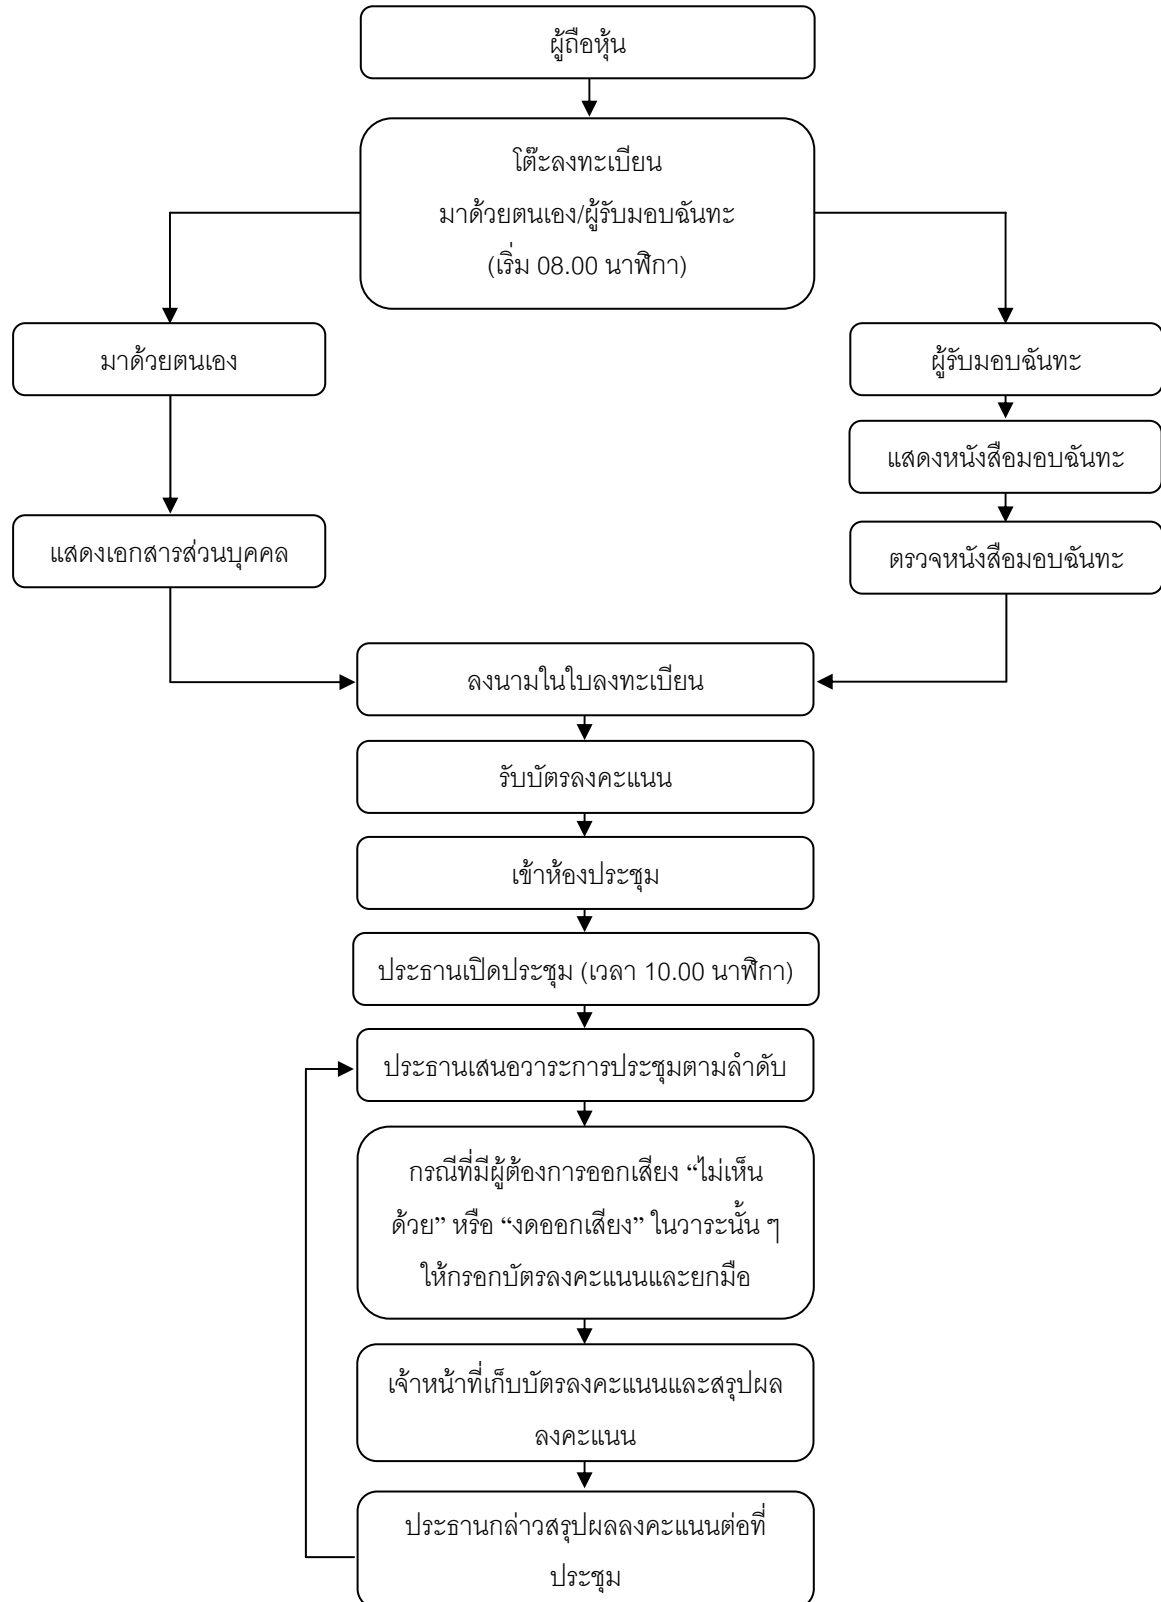 ผู้ถือหุ้น
โต๊ะลงทะเบียน
มาด้วยตนเอง/ผู้รับมอบฉันทะ
(เริ่ม 08.00 นาฬิกา)
มาด้วยตนเอง
ผู้รับมอบฉันทะ
แสดงหนังสือมอบฉันทะ
แสดงเอกสารส่วนบุคคล
ตรวจหนังสือมอบฉันทะ
ลงนามในใบลงทะเบียน
รับบัตรลงคะแนน
เข้าห้องประชุม
ประธานเปิดประชุม (เวลา 10.00 นาฬิกา)
ประธานเสนอวาระการประชุมตามลำดับ
กรณีที่มีผู้ต้องการออกเสียง “ไม่เห็น
ด้วย” หรือ “งดออกเสียง” ในวาระนั้น ๆ
ให้กรอกบัตรลงคะแนนและยกมือ
เจ้าหน้าที่เก็บบัตรลงคะแนนและสรุปผล
ลงคะแนน
ประธานกล่าวสรุปผลลงคะแนนต่อที่
ประชุม